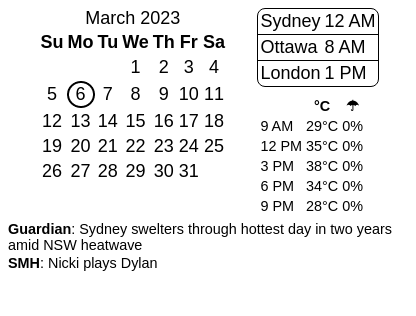 March 2023
Su Mo Tu We Th Fr Sa
1 2 3 4
5 6 7 8 9 10 11
12 13 14 15 16 17 18
19 20 21 22 23 24 25
26 27 28 29 30 31
Sydney 12 AM
Ottawa 8 AM
London 1 PM
°C ☂
9 AM 29°C 0%
12 PM 35°C 0%
3 PM 38°C 0%
6 PM 34°C 0%
9 PM 28°C 0%
Guardian: Sydney swelters through hottest day in two years
amid NSW heatwave
SMH: Nicki plays Dylan